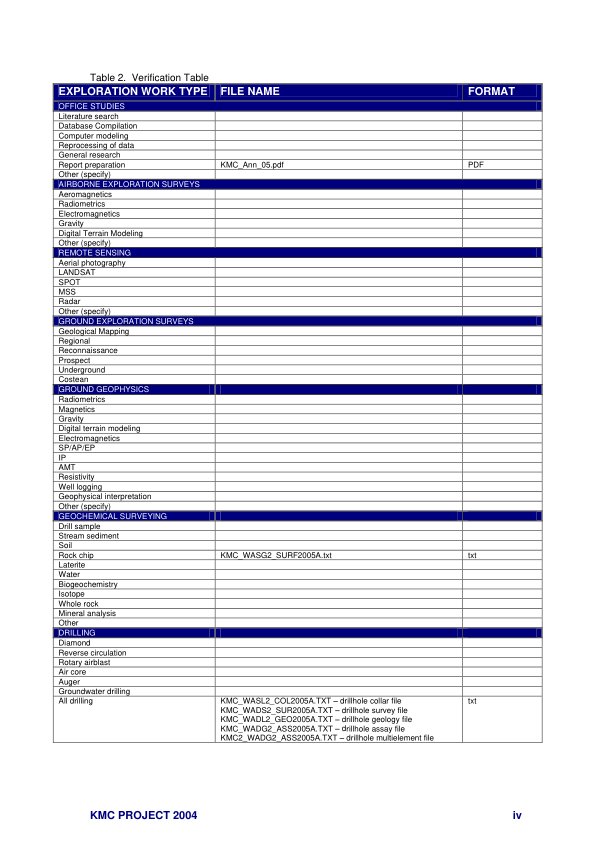 Table 2.  Verification Table
EXPLORATION WORK TYPE FILE NAME FORMAT
OFFICE STUDIES
Literature search
Database Compilation
Computer modeling
Reprocessing of data
General research
Report preparation KMC_Ann_05.pdf PDF
Other (specify)
AIRBORNE EXPLORATION SURVEYS
Aeromagnetics
Radiometrics
Electromagnetics
Gravity
Digital Terrain Modeling
Other (specify)
REMOTE SENSING
Aerial photography
LANDSAT
SPOT
MSS
Radar
Other (specify)
GROUND EXPLORATION SURVEYS
Geological Mapping
Regional
Reconnaissance
Prospect
Underground
Costean
GROUND GEOPHYSICS
Radiometrics
Magnetics
Gravity
Digital terrain modeling
Electromagnetics
SP/AP/EP
IP
AMT
Resistivity
Well logging
Geophysical interpretation
Other (specify)
GEOCHEMICAL SURVEYING
Drill sample
Stream sediment
Soil
Rock chip KMC_WASG2_SURF2005A.txt txt
Laterite
Water
Biogeochemistry
Isotope
Whole rock
Mineral analysis
Other
DRILLING
Diamond
Reverse circulation
Rotary airblast
Air core
Auger
Groundwater drilling
All drilling KMC_WASL2_COL2005A.TXT – drillhole collar file txt
KMC_WADS2_SUR2005A.TXT – drillhole survey file
KMC_WADL2_GEO2005A.TXT – drillhole geology file
KMC_WADG2_ASS2005A.TXT – drillhole assay file
KMC2_WADG2_ASS2005A.TXT – drillhole multielement file
KMC PROJECT 2004 iv